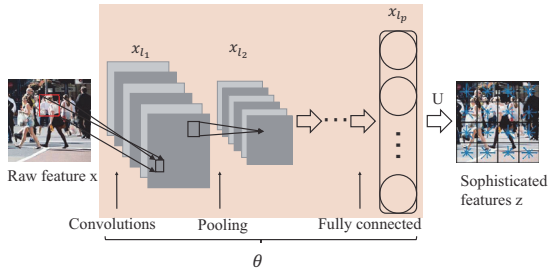 x_{l_1}
x_{l_2}
x_{l_p}
U
Raw feature x
Sophisticated
features z
Convolutions
Pooling
Fully connected
θ